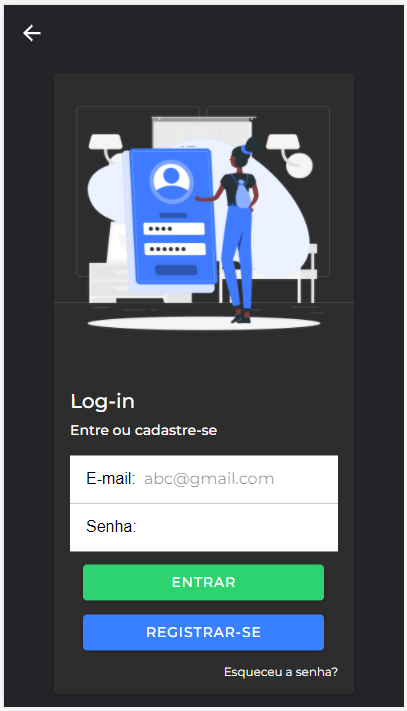 Log-in
Entre ou cadastre-se
E-mail: abc@gmail.com
Senha:
ENTRAR
REGISTRAR-SE
Esqueceu a senha?